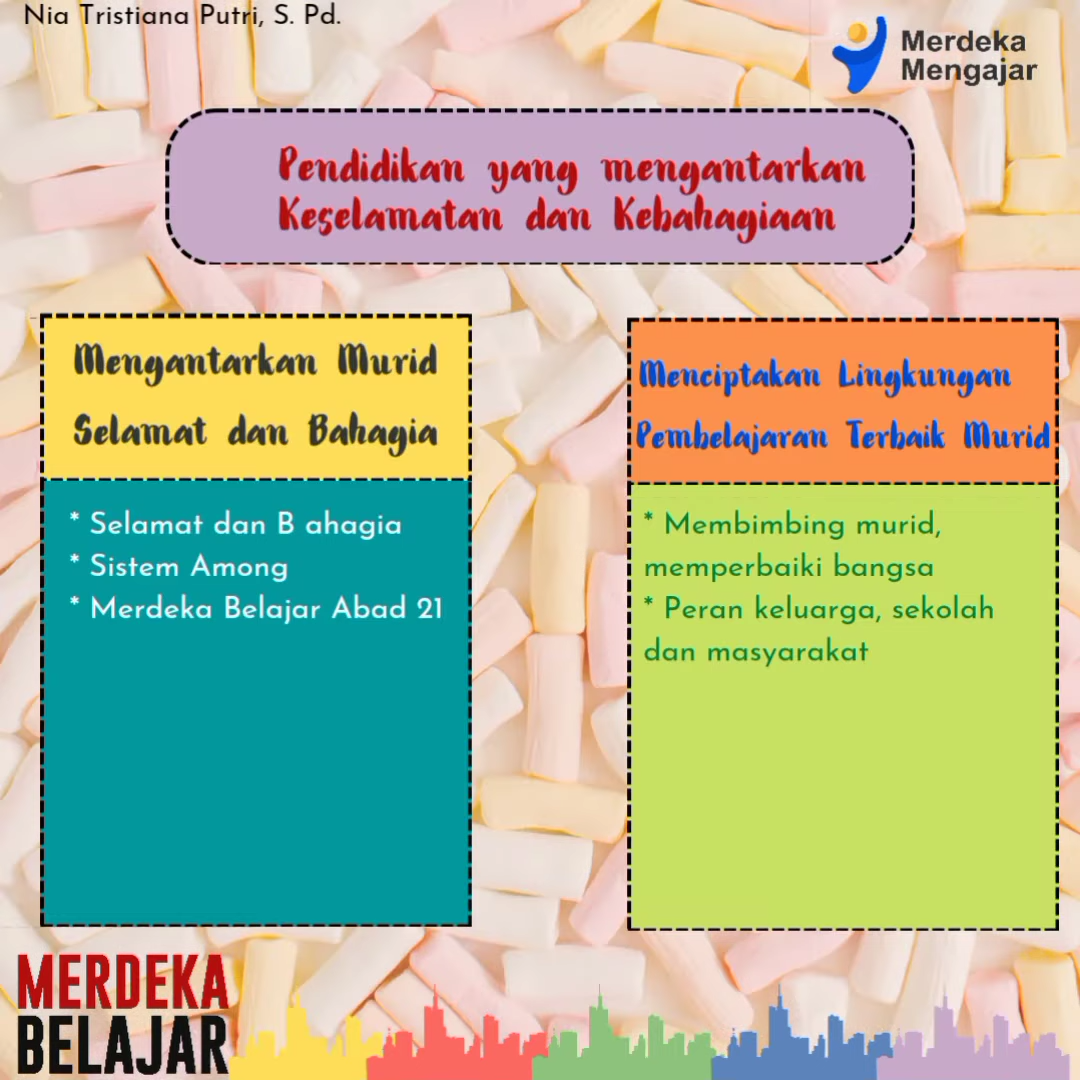 Nia Tristiana Putri, S. Pd.
Merdeka
Mengajar
Pendidikan yang mengantarkan
Keselamatan dan Kebahagiaan
Mengantarkan Murid
Selamat dan Bahagia
* Selamat dan B ahagia
* Sistem Among
* Merdeka Belajar Abad 21
Menciptakan Lingkungan
Pembelajaran Terbaik Murid
* Membimbing murid,
memperbaiki bangsa
* Peran keluarga, sekolah
dan masyarakat
MERDEKA
BELAJAR